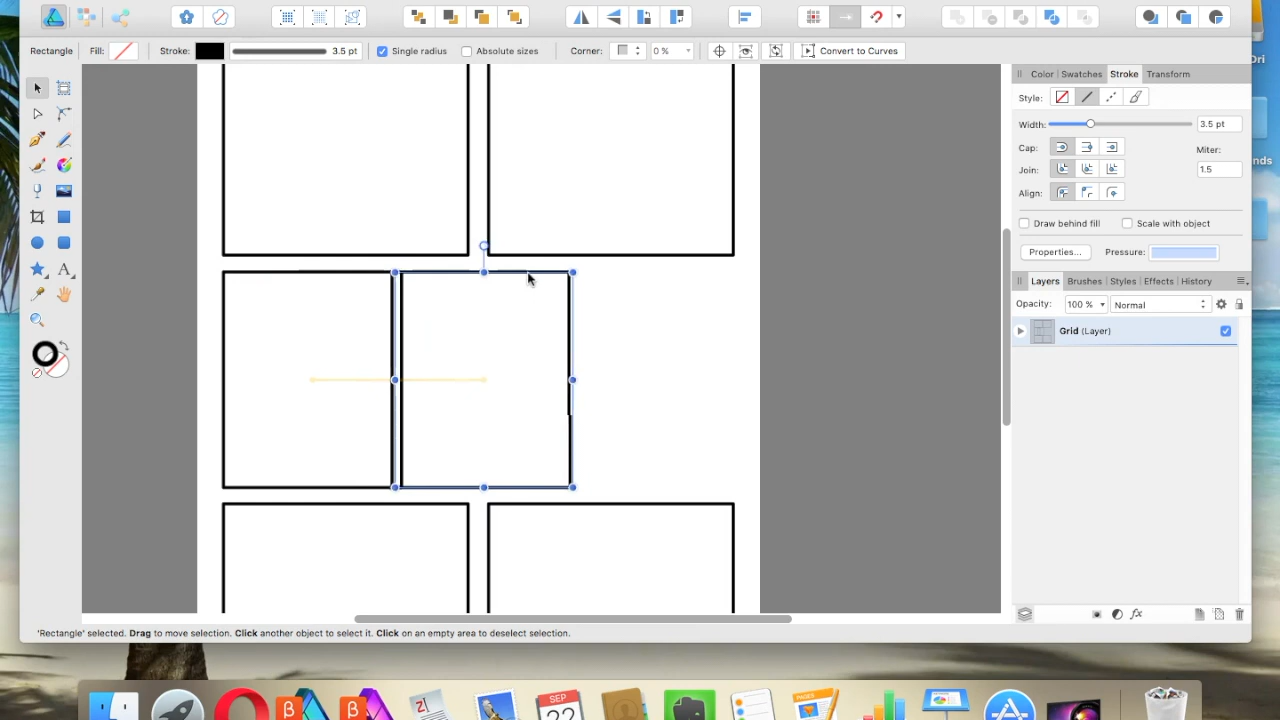 Rectangle Fill: Stroke: 3.5 pt Single radius Absolute sizes Corner: 0 % Convert to Curves
Color Swatches Stroke Transform
Style:
Width: 3.5 pt
Cap: Miter:
Join: 1.5
Align:
Draw behind fill Scale with object
Properties... Pressure:
Layers Brushes Styles Effects History
Opacity: 100 % Normal
Grid (Layer)
'Rectangle' selected. Drag to move selection. Click another object to select it. Click on an empty area to deselect selection.
Dri
nds
SEP
22
PAGES